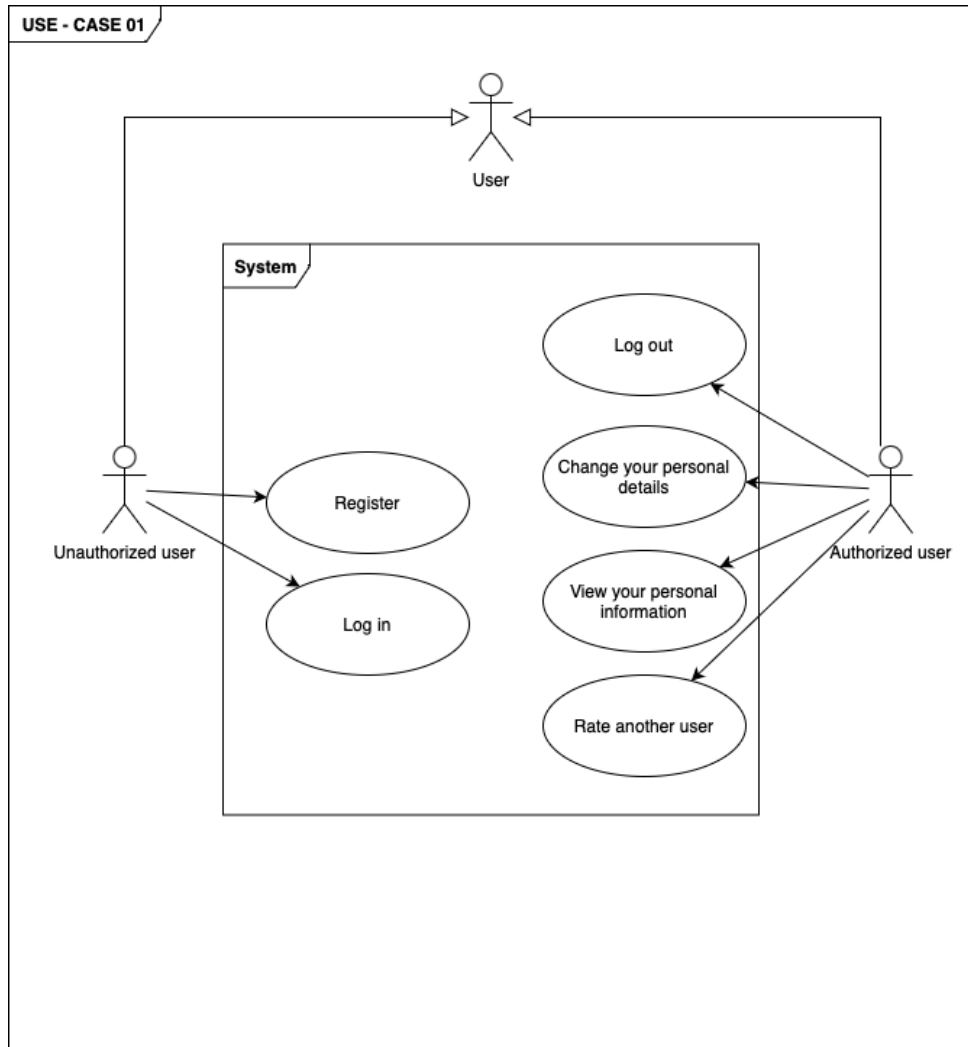 USE - CASE 01
User
System
Log out
Change your personal
details
Register
Unauthorized user
Authorized user
View your personal
information
Log in
Rate another user